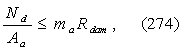 N_d / A_a ≤ m_a R_dam , (274)